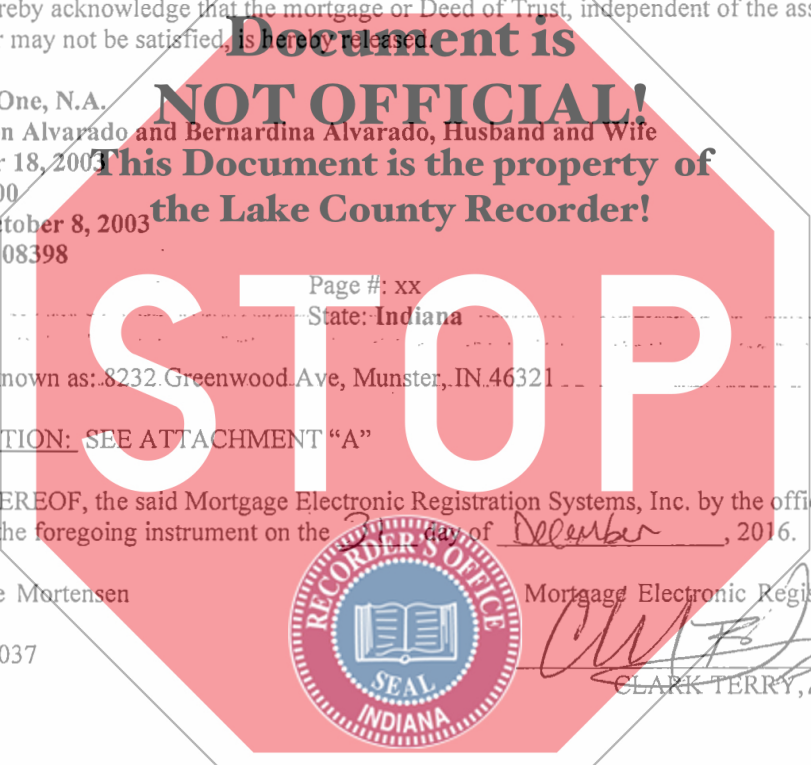 reby acknowledge that the mortgage or Deed of Trust, independent of the ass
r may not be satisfied, is hereby released.
Document is
NOT OFFICIAL!
One, N.A.
n Alvarado and Bernardina Alvarado, Husband and Wife
r 18, 2003
This Document is the property of
00
the Lake County Recorder!
tober 8, 2003
08398
Page #: xx
State: Indiana
STOP
nown as: 8232 Greenwood Ave, Munster, IN 46321
TION: SEE ATTACHMENT “A”
EREOF, the said Mortgage Electronic Registration Systems, Inc. by the offi
he foregoing instrument on the day of December, 2016.
RECORDER'S OFFICE
SEAL
INDIANA
e Mortensen
Mortgage Electronic Regi
037
CLARK TERRY,